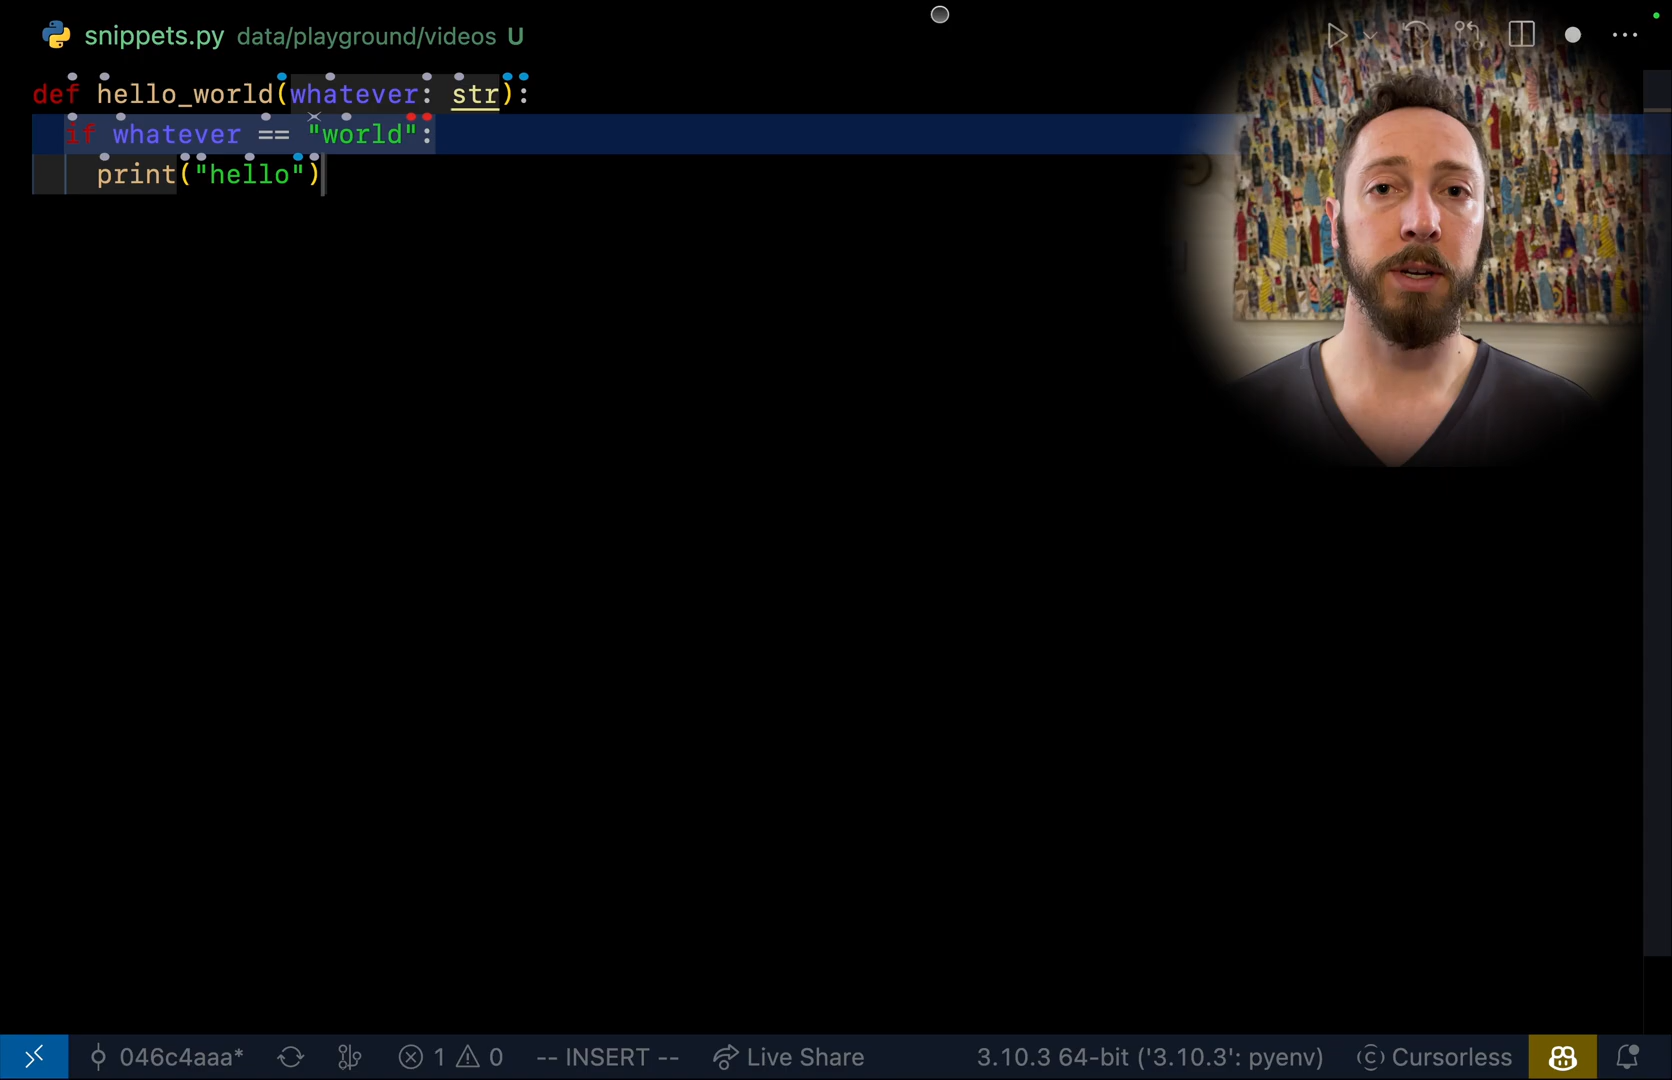 snippets.py data/playground/videos U
def hello_world(whatever: str):
if whatever == "world":
print("hello")
046c4aaa* 1 0 -- INSERT -- Live Share 3.10.3 64-bit ('3.10.3': pyenv) Cursorless